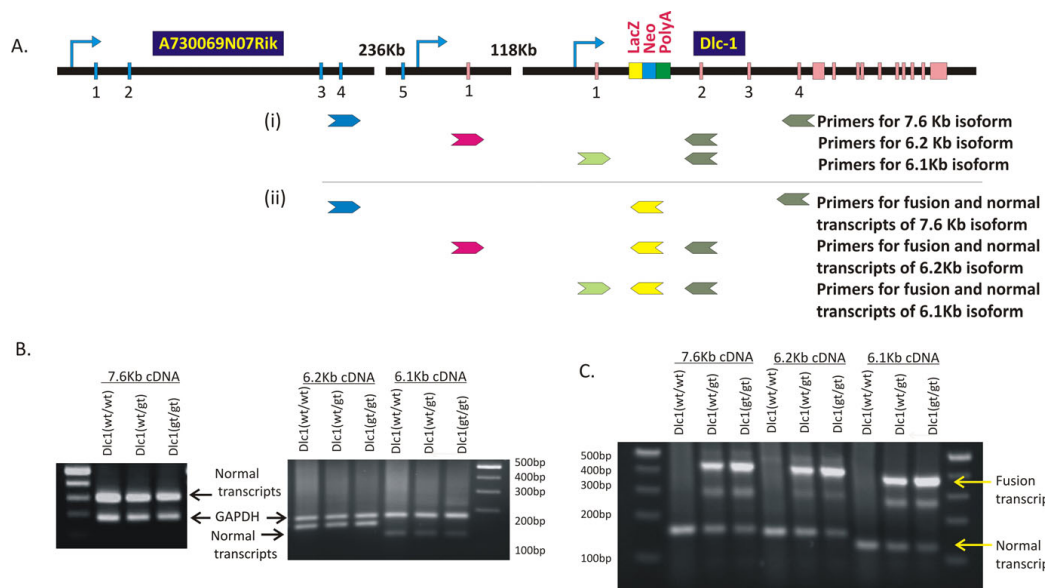 A.
A730069N07Rik
236Kb
118Kb
LacZ
Neo
PolyA
Dlc-1
1 2 3 4 5 1 1 2 3 4
(i)
Primers for 7.6 Kb isoform
Primers for 6.2 Kb isoform
Primers for 6.1Kb isoform
(ii)
Primers for fusion and normal
transcripts of 7.6 Kb isoform
Primers for fusion and normal
transcripts of 6.2Kb isoform
Primers for fusion and normal
transcripts of 6.1Kb isoform
B.
7.6Kb cDNA
Dlc1(wt/wt)
Dlc1(wt/gt)
Dlc1(gt/gt)
Normal
transcripts
GAPDH
Normal
transcripts
6.2Kb cDNA
6.1Kb cDNA
Dlc1(wt/wt)
Dlc1(wt/gt)
Dlc1(gt/gt)
Dlc1(wt/wt)
Dlc1(wt/gt)
Dlc1(gt/gt)
500bp
400bp
300bp
200bp
100bp
C.
7.6Kb cDNA
6.2Kb cDNA
6.1Kb cDNA
Dlc1(wt/wt)
Dlc1(wt/gt)
Dlc1(gt/gt)
Dlc1(wt/wt)
Dlc1(wt/gt)
Dlc1(gt/gt)
Dlc1(wt/wt)
Dlc1(wt/gt)
Dlc1(gt/gt)
500bp
400bp
300bp
200bp
100bp
Fusion
transcrip
Normal
transcrip